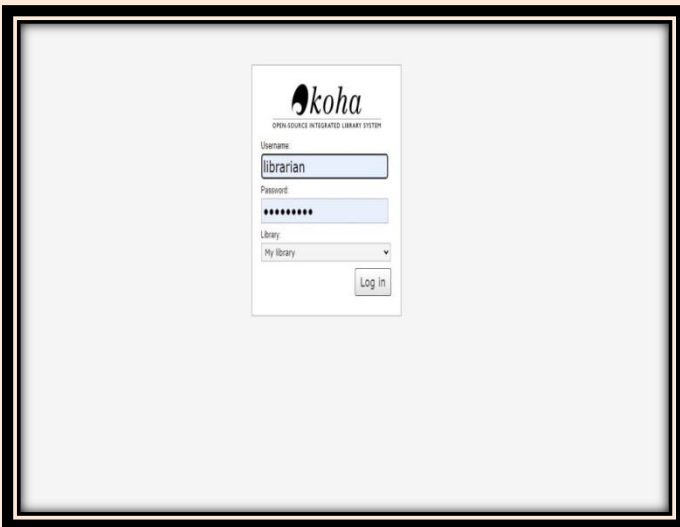 koha
OPEN-SOURCE INTEGRATED LIBRARY SYSTEM
Username:
librarian
Password:
•••••••••
Library:
My library
Log in